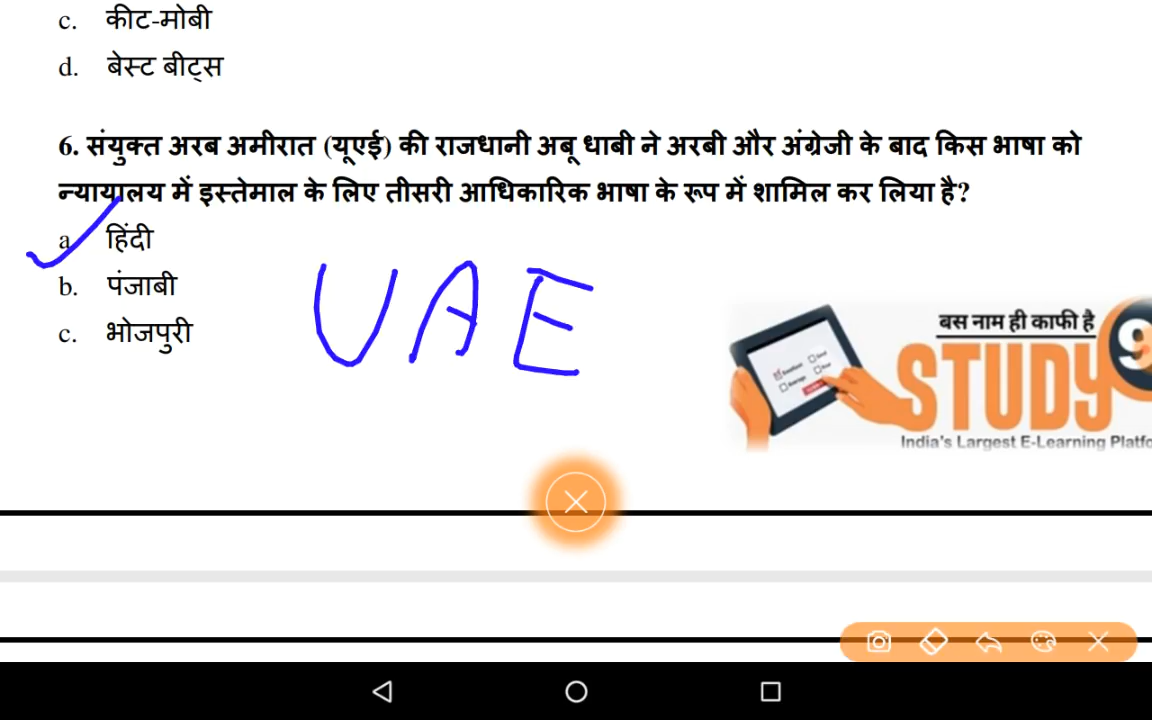 c. कीट-मोबी
d. बेस्ट बीट्स
6. संयुक्त अरब अमीरात (यूएई) की राजधानी अबू धाबी ने अरबी और अंग्रेजी के बाद किस भाषा को
न्यायालय में इस्तेमाल के लिए तीसरी आधिकारिक भाषा के रूप में शामिल कर लिया है?
a हिंदी
b. पंजाबी
c. भोजपुरी
UAE
बस नाम ही काफी है
STUDY 9
India's Largest E-Learning Platfo